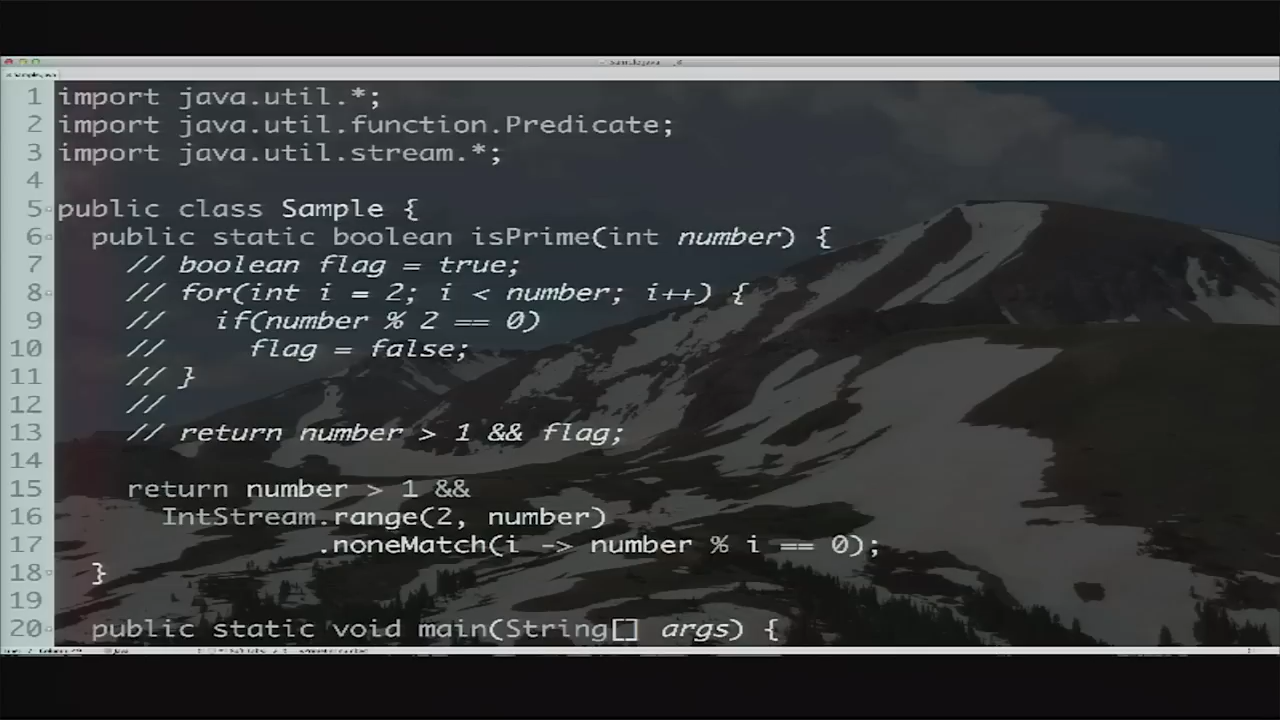 1 import java.util.*;
2 import java.util.function.Predicate;
3 import java.util.stream.*;
4
5 public class Sample {
6 public static boolean isPrime(int number) {
7 // boolean flag = true;
8 // for(int i = 2; i < number; i++) {
9 // if(number % 2 == 0)
10 // flag = false;
11 // }
12 //
13 // return number > 1 && flag;
14
15 return number > 1 &&
16 IntStream.range(2, number)
17 .noneMatch(i -> number % i == 0);
18 }
19
20 public static void main(String[] args) {